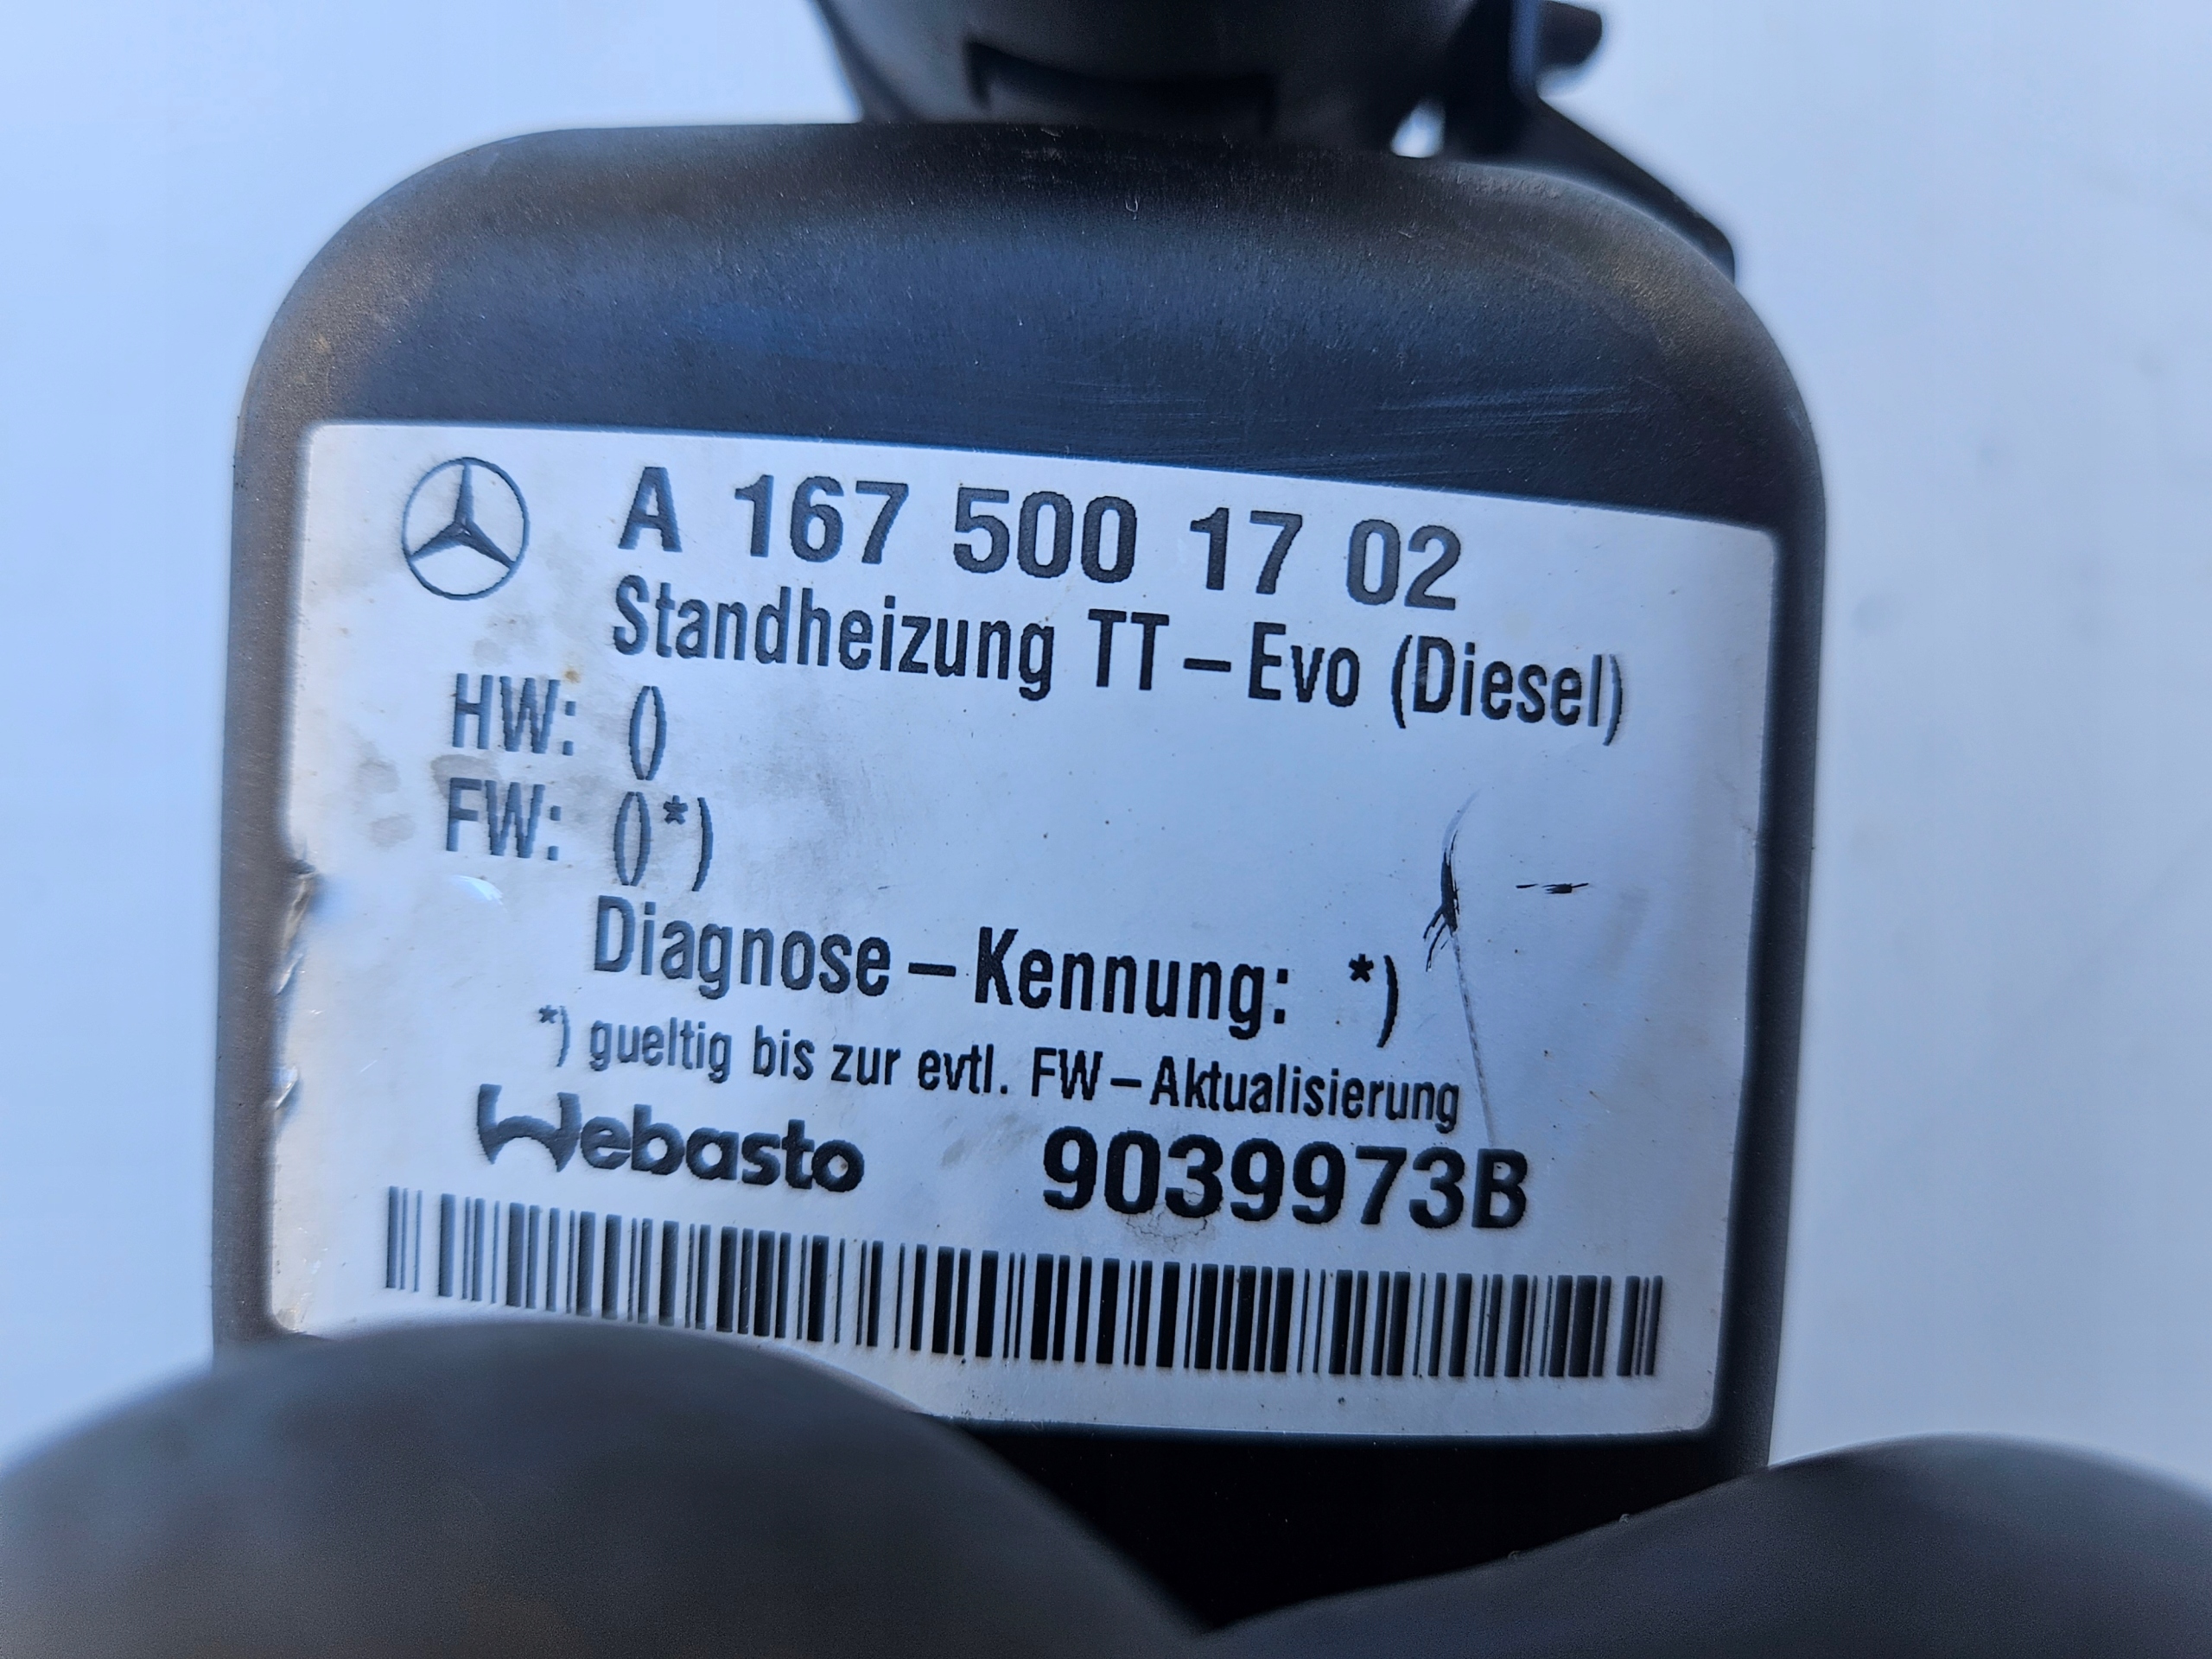 A 167 500 17 02
Standheizung TT-Evo (Diesel)
HW: ()
FW: ()*)
Diagnose-Kennung: *)
*) gueltig bis zur evtl. FW-Aktualisierung
Webasto 9039973B